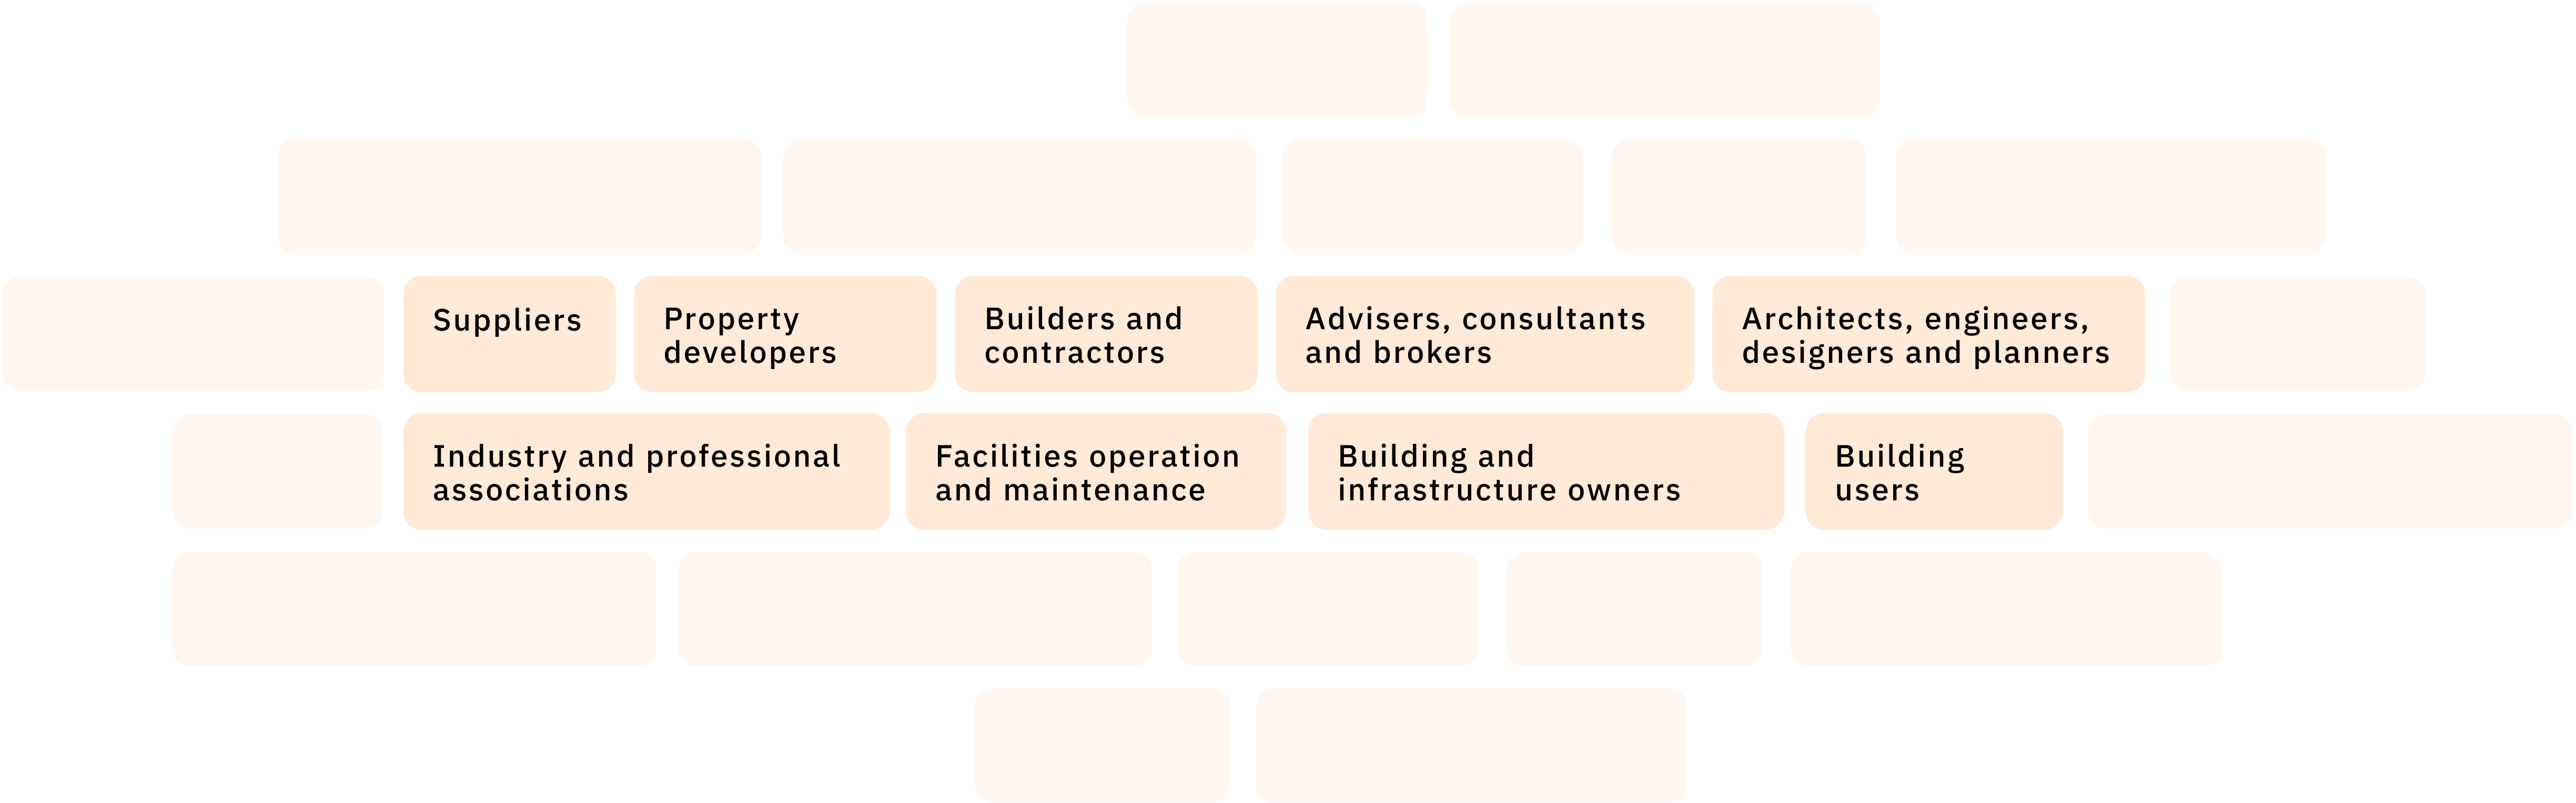 Suppliers
Property
developers
Builders and
contractors
Advisers, consultants
and brokers
Architects, engineers,
designers and planners
Industry and professional
associations
Facilities operation
and maintenance
Building and
infrastructure owners
Building
users